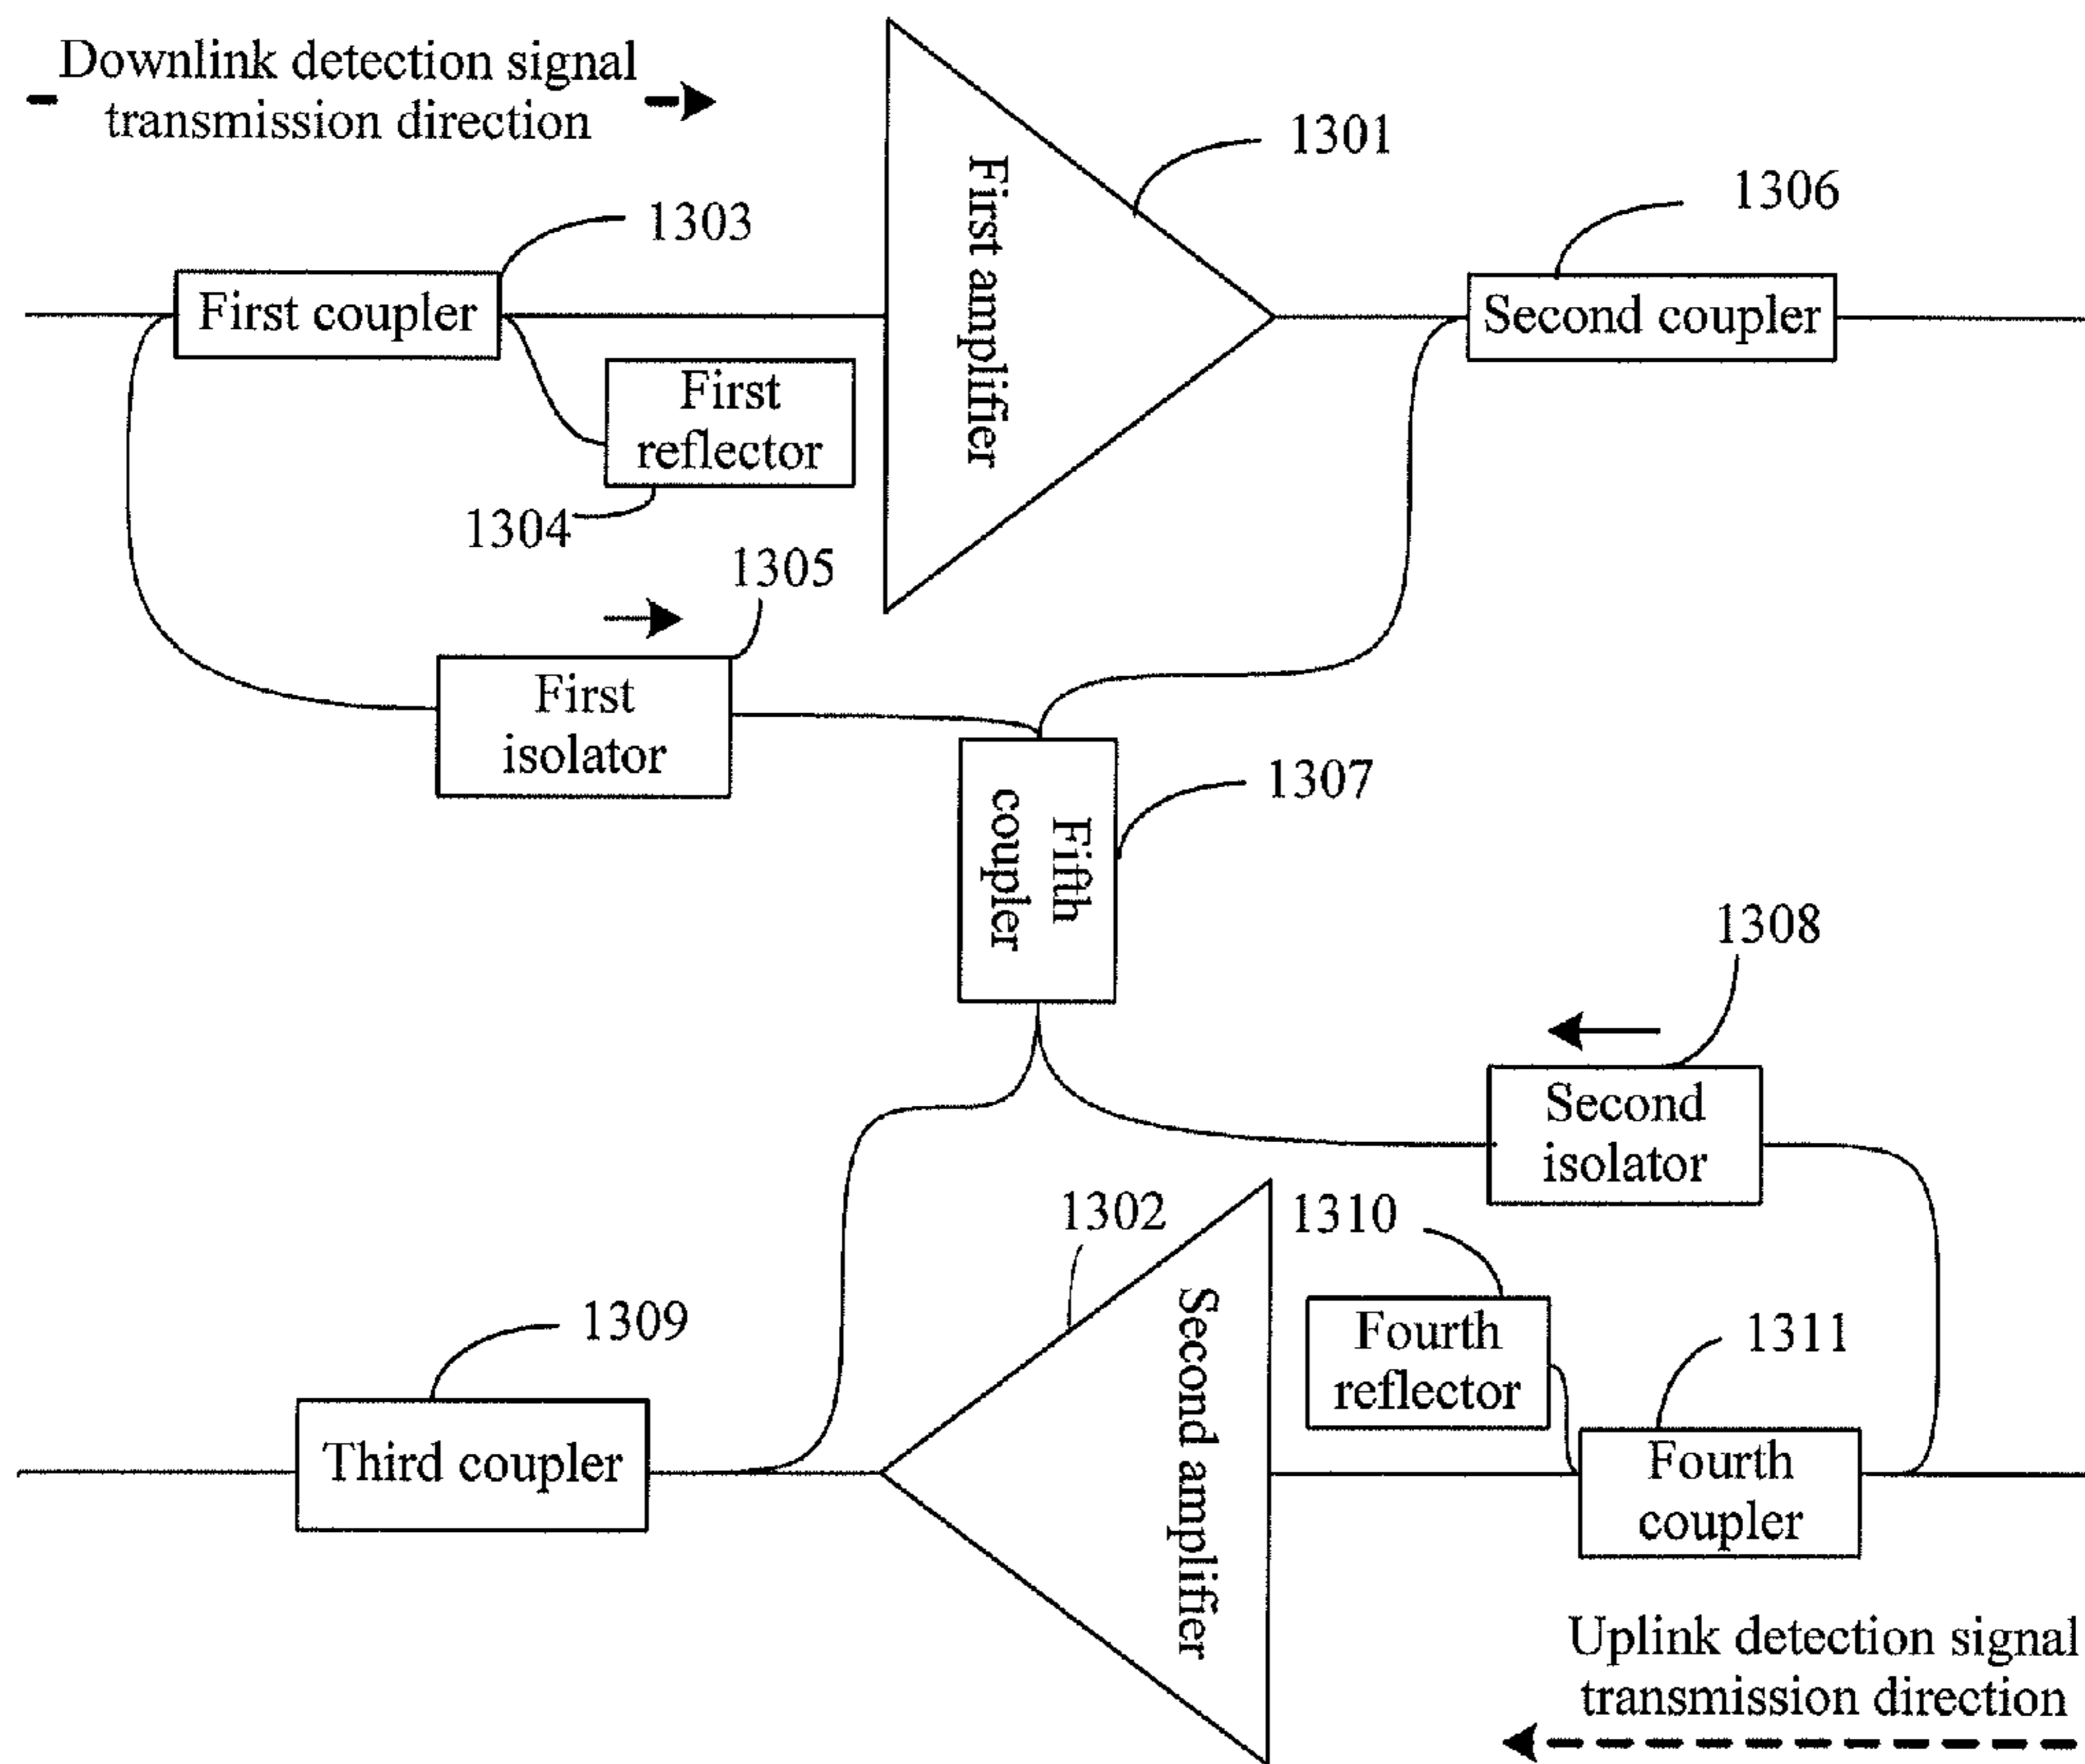 Downlink detection signal
transmission direction
1301
1306
1303
First coupler
First amplifier
Second coupler
First
reflector
1304
1305
First
isolator
1307
Fifth
coupler
1308
Second
isolator
1302
1310
1309
Second amplifier
Fourth
reflector
1311
Third coupler
Fourth
coupler
Uplink detection signal
transmission direction